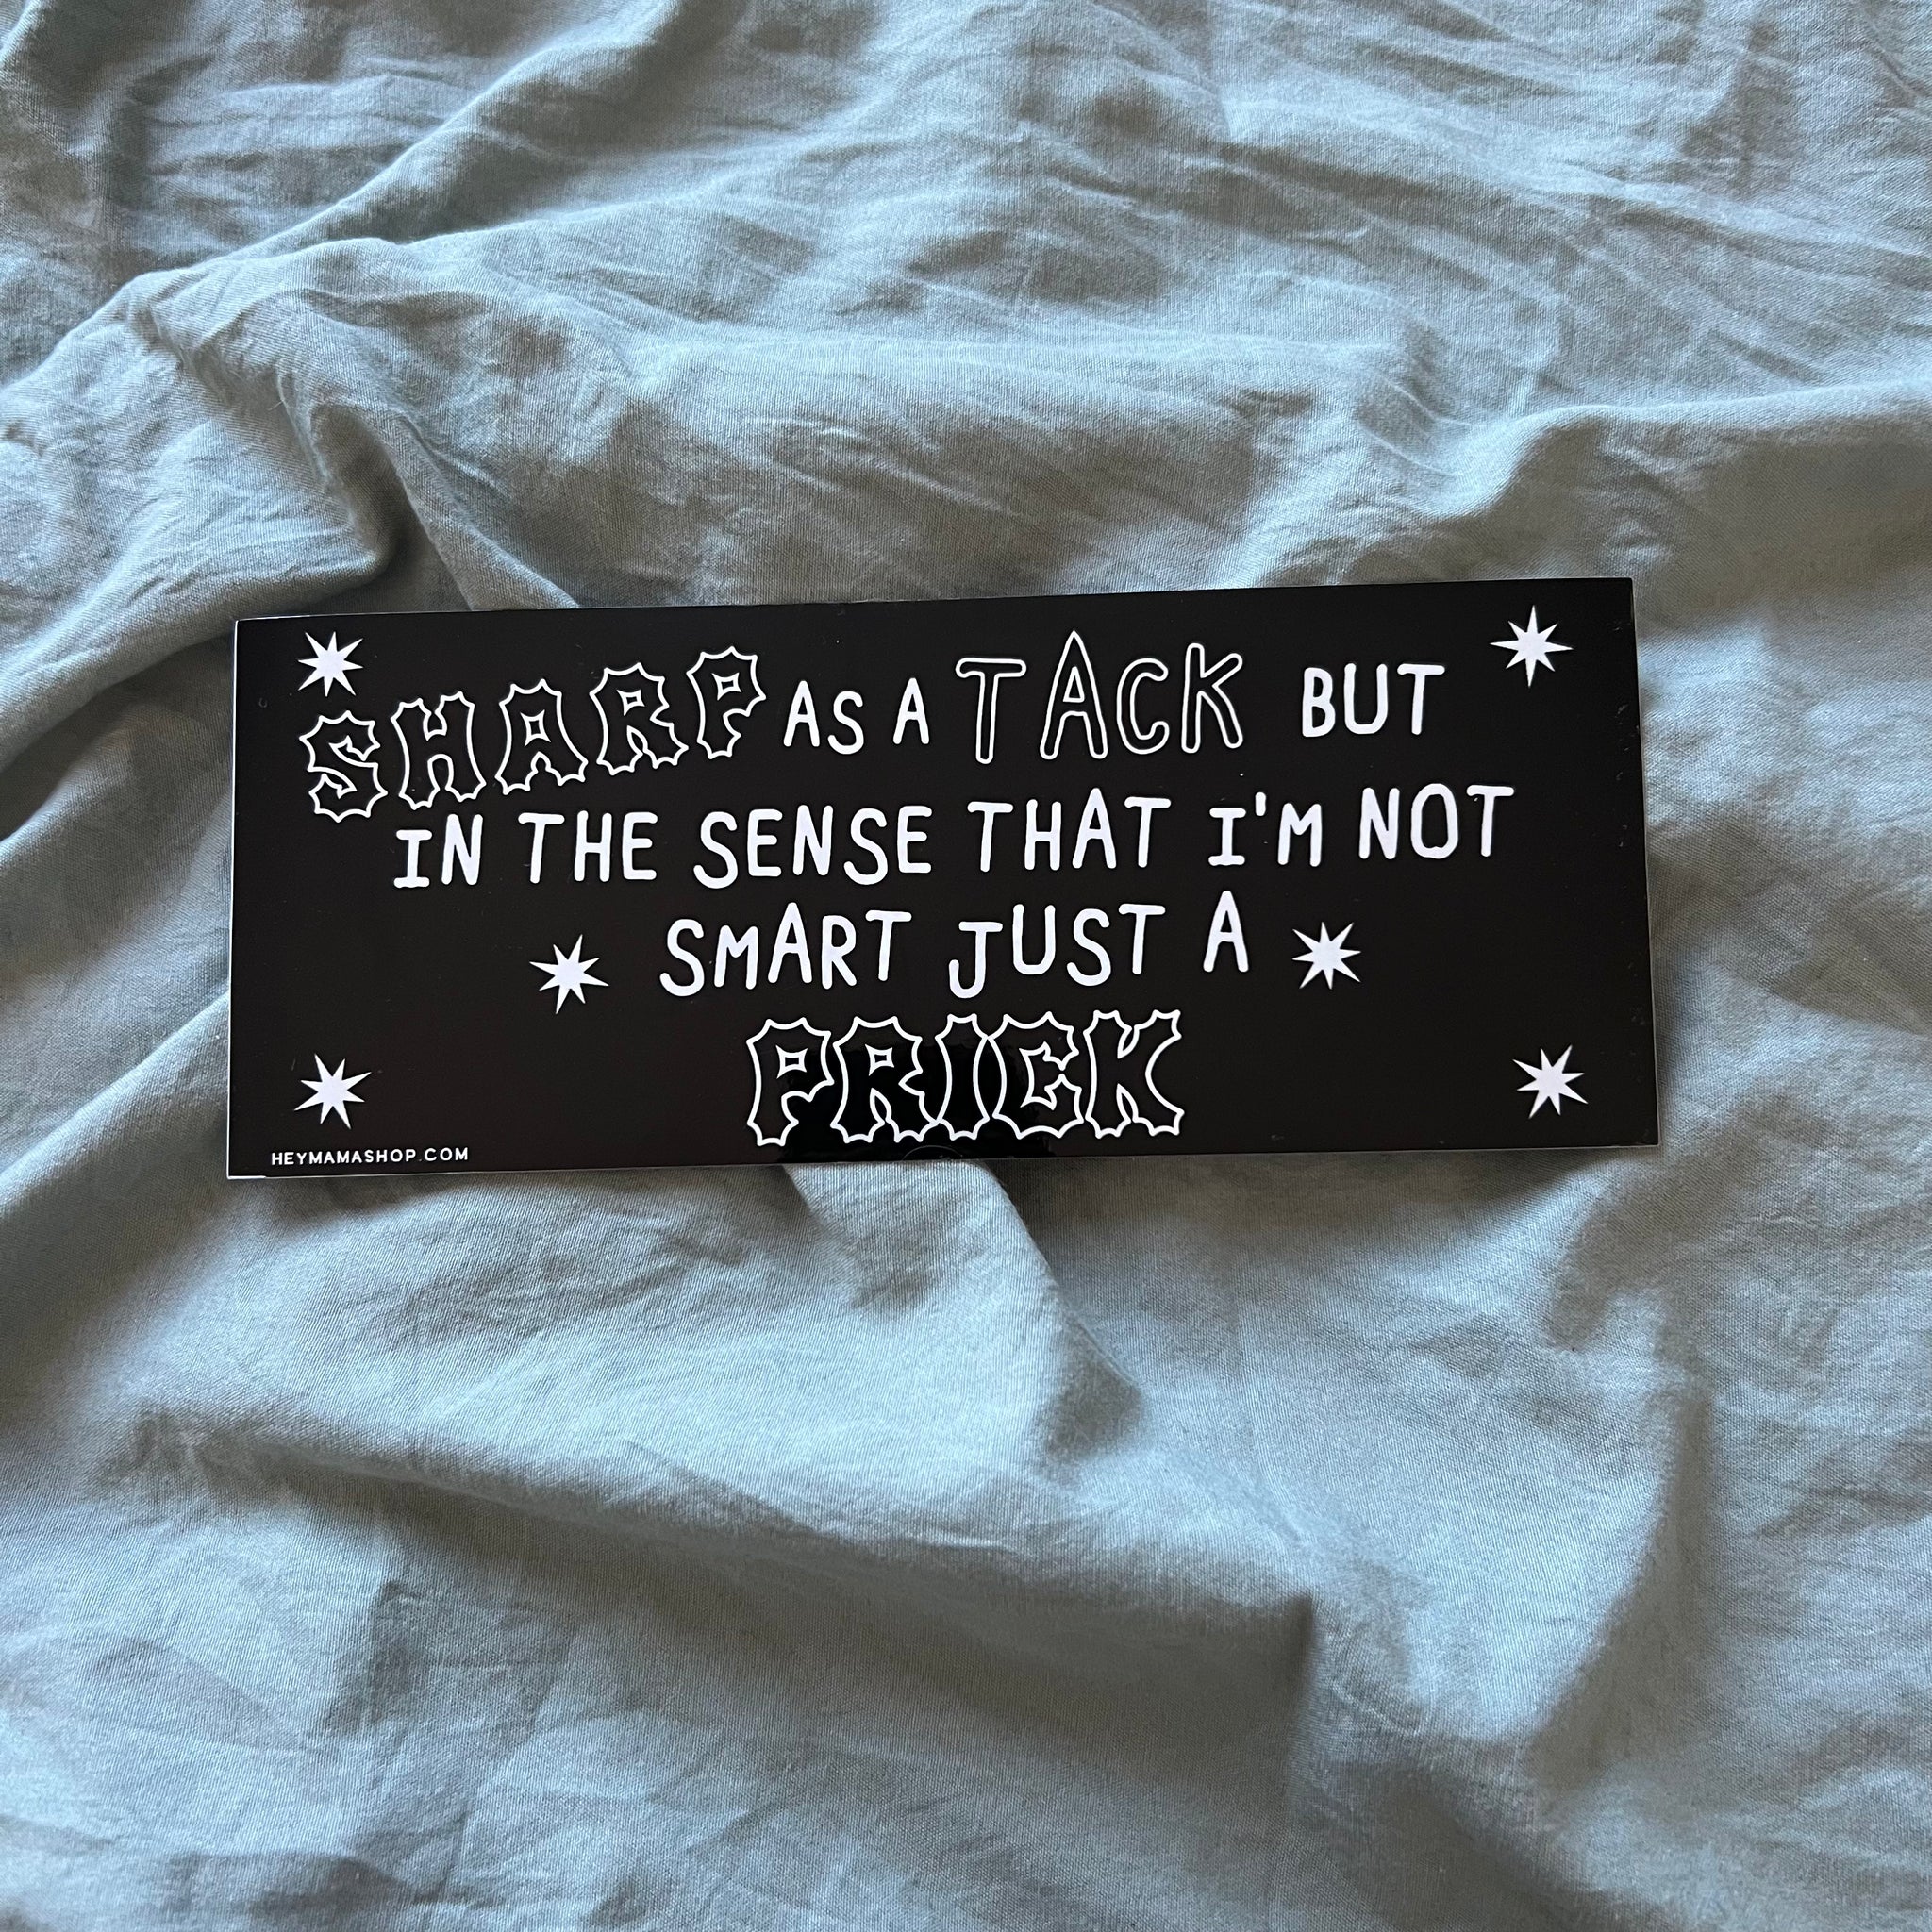 SHARP AS A TACK BUT
IN THE SENSE THAT I'M NOT
SMART JUST A
PRICK
HEYMAMASHOP.COM